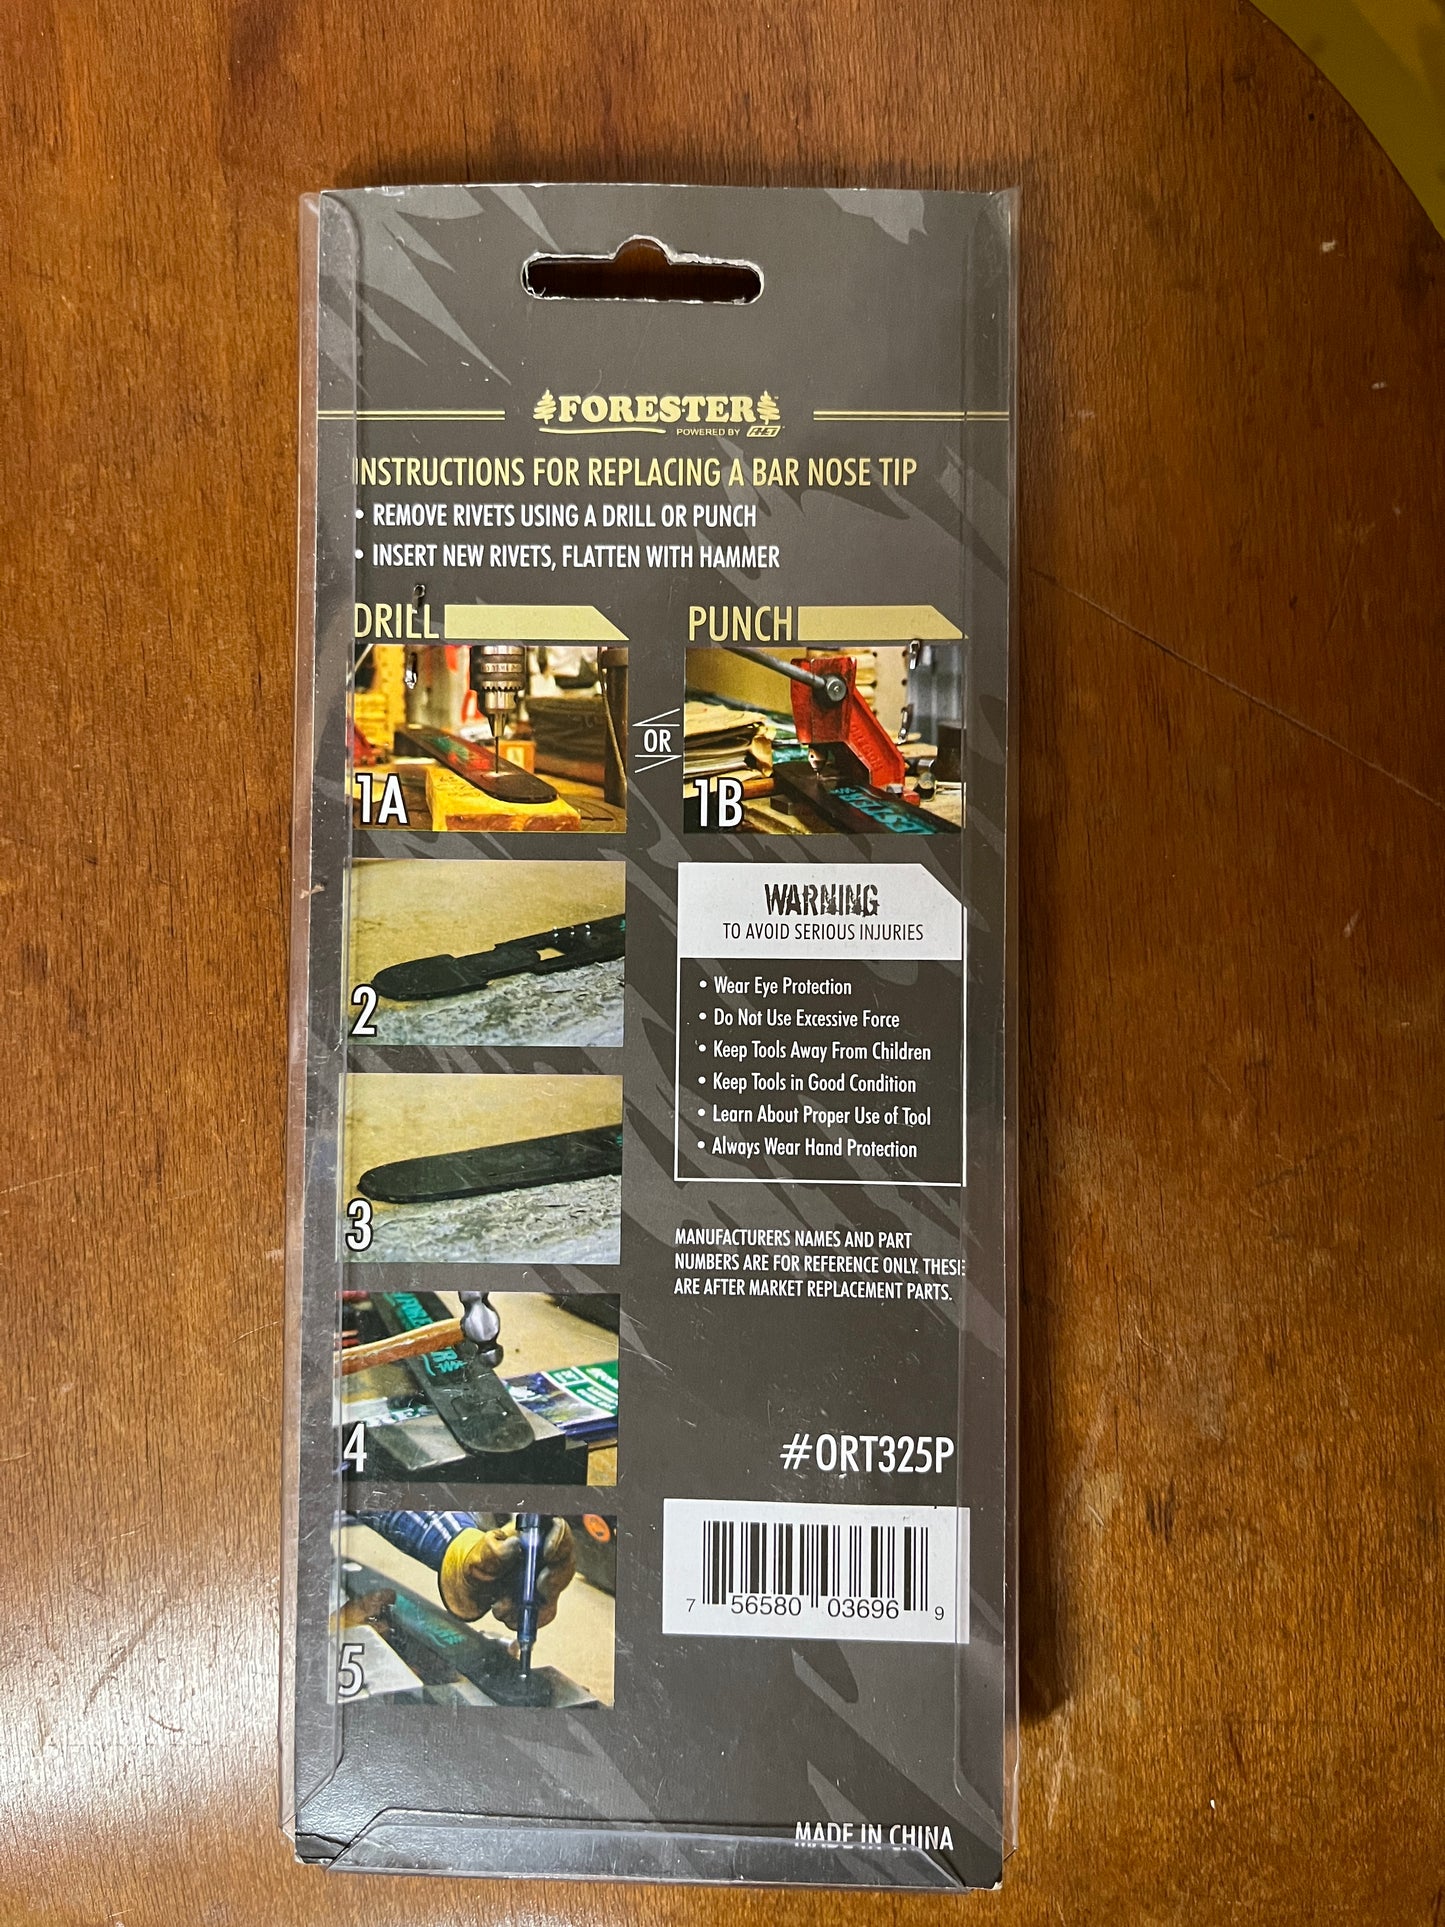 FORESTER
POWERED BY
INSTRUCTIONS FOR REPLACING A BAR NOSE TIP
• REMOVE RIVETS USING A DRILL OR PUNCH
• INSERT NEW RIVETS, FLATTEN WITH HAMMER
DRILL
PUNCH
1A
OR
1B
2
3
4
5
WARNING
TO AVOID SERIOUS INJURIES
• Wear Eye Protection
• Do Not Use Excessive Force
• Keep Tools Away From Children
• Keep Tools in Good Condition
• Learn About Proper Use of Tool
• Always Wear Hand Protection
MANUFACTURERS NAMES AND PART
NUMBERS ARE FOR REFERENCE ONLY. THESE
ARE AFTER MARKET REPLACEMENT PARTS.
#ORT325P
7 56580 03696 9
MADE IN CHINA